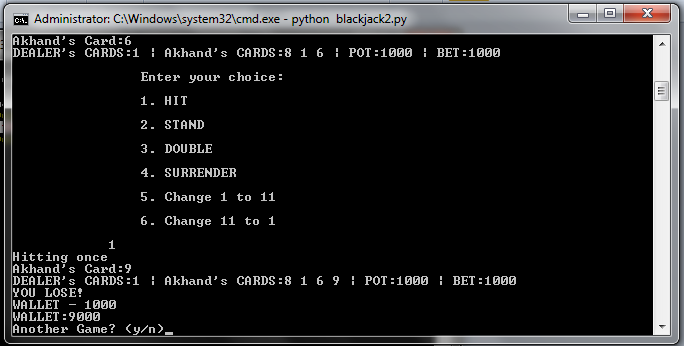 Administrator: C:\Windows\system32\cmd.exe - python blackjack2.py
Akhand's Card:6
DEALER's CARDS:1 | Akhand's CARDS:8 1 6 | POT:1000 | BET:1000
Enter your choice:
1. HIT
2. STAND
3. DOUBLE
4. SURRENDER
5. Change 1 to 11
6. Change 11 to 1
1
Hitting once
Akhand's Card:9
DEALER's CARDS:1 | Akhand's CARDS:8 1 6 9 | POT:1000 | BET:1000
YOU LOSE!
WALLET - 1000
WALLET:9000
Another Game? (y/n)_